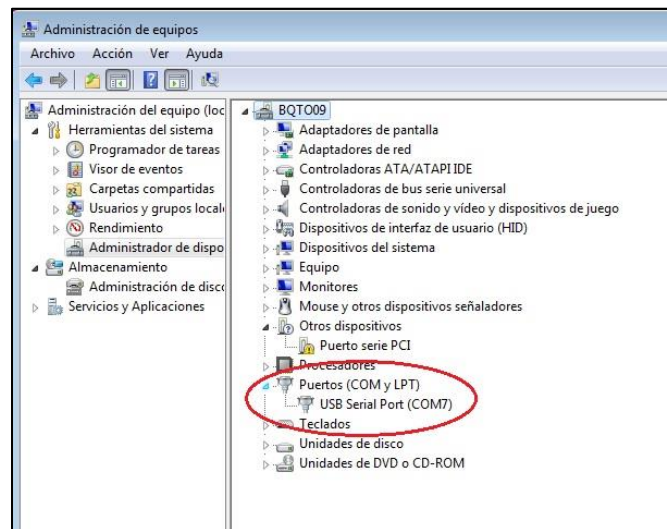 Administración de equipos
Archivo Acción Ver Ayuda
Administración del equipo (loc
Herramientas del sistema
Programador de tareas
Visor de eventos
Carpetas compartidas
Usuarios y grupos local
Rendimiento
Administrador de dispo
Almacenamiento
Administración de disc
Servicios y Aplicaciones
BQTO09
Adaptadores de pantalla
Adaptadores de red
Controladoras ATA/ATAPI IDE
Controladoras de bus serie universal
Controladoras de sonido y vídeo y dispositivos de juego
Dispositivos de interfaz de usuario (HID)
Dispositivos del sistema
Equipo
Monitores
Mouse y otros dispositivos señaladores
Otros dispositivos
Puerto serie PCI
Procesadores
Puertos (COM y LPT)
USB Serial Port (COM7)
Teclados
Unidades de disco
Unidades de DVD o CD-ROM